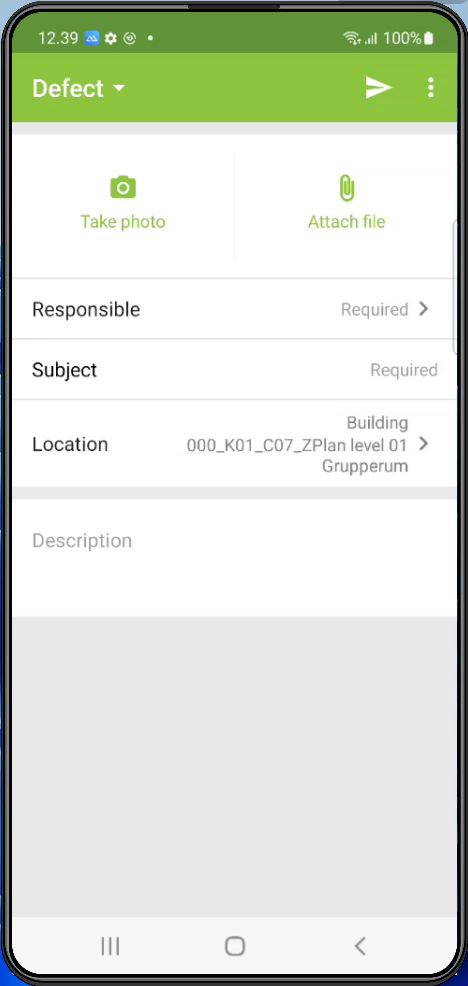 12.39
100%
Defect
Take photo
Attach file
Responsible
Required
Subject
Required
Location
Building
000_K01_C07_ZPlan level 01
Grupperum
Description